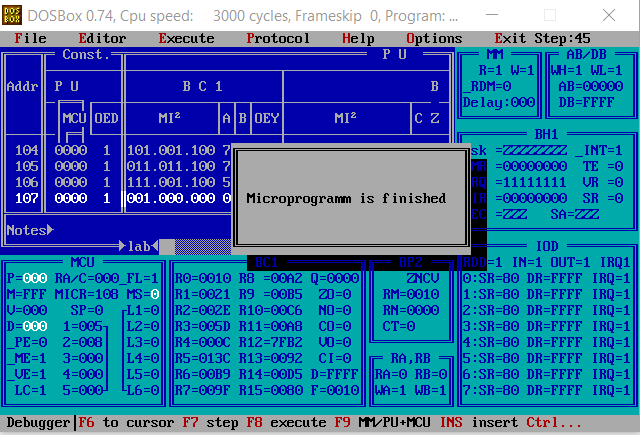 DOSBox 0.74, Cpu speed: 3000 cycles, Frameskip 0, Program: ...
File Editor Execute Protocol Help Options Exit Step:45
Const. P U
Addr P U B C 1 B
MCU OED MI² A B OEY MI² C Z
104 0000 1 101.001.100 7
105 0000 1 011.011.100 7
106 0000 1 111.001.100 5
107 0000 1 001.000.000 0
Notes
lab
Microprogramm is finished
MM
R=1 W=1
_RDM=0
Delay:000
AB/DB
WH=1 WL=1
AB=00000
DB=FFFF
BH1
sk =ZZZZZZZZ _INT=1
=00000000 TE =0
=11111111 VR =0
=00000000 SR =0
=ZZZ SA=ZZZ
MCU
P=000 RA/C=000_FL=1
M=FFF MICR=108 MS=0
V=000 SP=0 L1=0
D=000 1=005 L2=0
_PE=0 2=008 L3=0
_ME=1 3=000 L4=0
_VE=1 4=000 L5=0
LC=1 5=000 L6=0
BC1
R0=0010 R8 =00A2 Q=0000
R1=0021 R9 =00B5 ZO=0
R2=002E R10=00C6 NO=0
R3=005D R11=00A8 CO=0
R4=000C R12=7FB2 VO=0
R5=013C R13=0092 CI=0
R6=00B9 R14=00D5 D=FFFF
R7=009F R15=0080 F=0010
BP2
ZNCV
RM=0010
RN=0000
CT=0
RA,RB
RA=0 RB=0
WA=1 WB=1
IOD
ADD=1 IN=1 OUT=1 IRQ1
0:SR=80 DR=FFFF IRQ=1
1:SR=80 DR=FFFF IRQ=1
2:SR=80 DR=FFFF IRQ=1
3:SR=80 DR=FFFF IRQ=1
4:SR=80 DR=FFFF IRQ=1
5:SR=80 DR=FFFF IRQ=1
6:SR=80 DR=FFFF IRQ=1
7:SR=80 DR=FFFF IRQ=1
Debugger F6 to cursor F7 step F8 execute F9 MM/PU+MCU INS insert Ctrl...